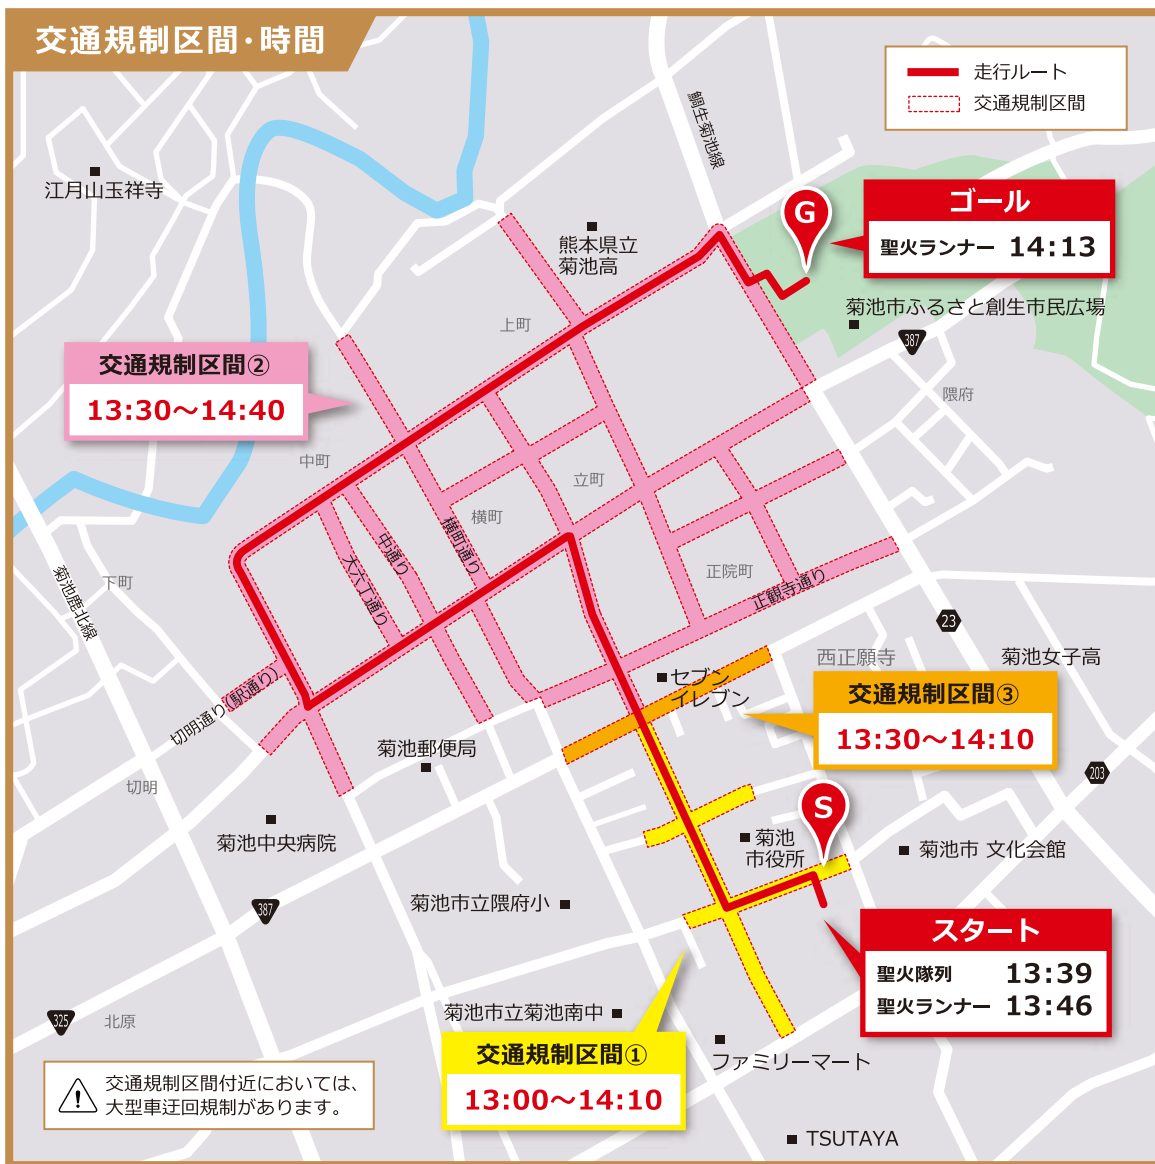 交通規制区間・時間
走行ルート
交通規制区間
鯛生菊池線
江月山玉祥寺
G
ゴール
聖火ランナー 14:13
熊本県立
菊池高
菊池市ふるさと創生市民広場
上町
387
交通規制区間②
13:30〜14:40
隈府
中町
立町
横町
横町通り
中通り
大六丁通り
正院町
正観寺通り
下町
菊池鹿北線
23
西正願寺
菊池女子高
セブン
イレブン
切明通り(駅通り)
交通規制区間③
13:30〜14:10
菊池郵便局
切明
203
S
菊池
市役所
菊池中央病院
菊池市 文化会館
387
菊池市立隈府小
スタート
聖火隊列 13:39
聖火ランナー 13:46
325
北原
菊池市立菊池南中
交通規制区間①
13:00〜14:10
ファミリーマート
交通規制区間付近においては、
大型車迂回規制があります。
TSUTAYA